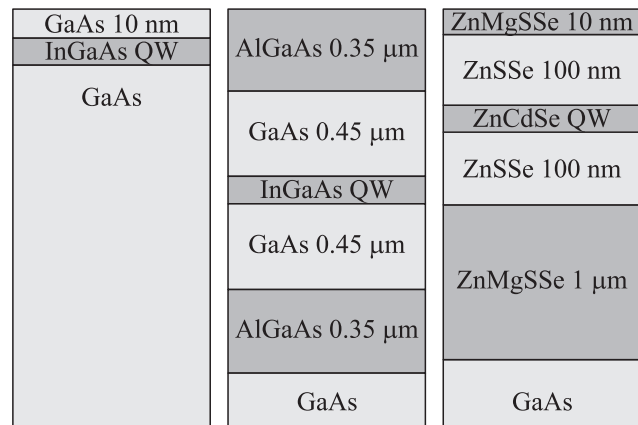 GaAs 10 nm
InGaAs QW
GaAs
AlGaAs 0.35 μm
GaAs 0.45 μm
InGaAs QW
GaAs 0.45 μm
AlGaAs 0.35 μm
GaAs
ZnMgSSe 10 nm
ZnSSe 100 nm
ZnCdSe QW
ZnSSe 100 nm
ZnMgSSe 1 μm
GaAs